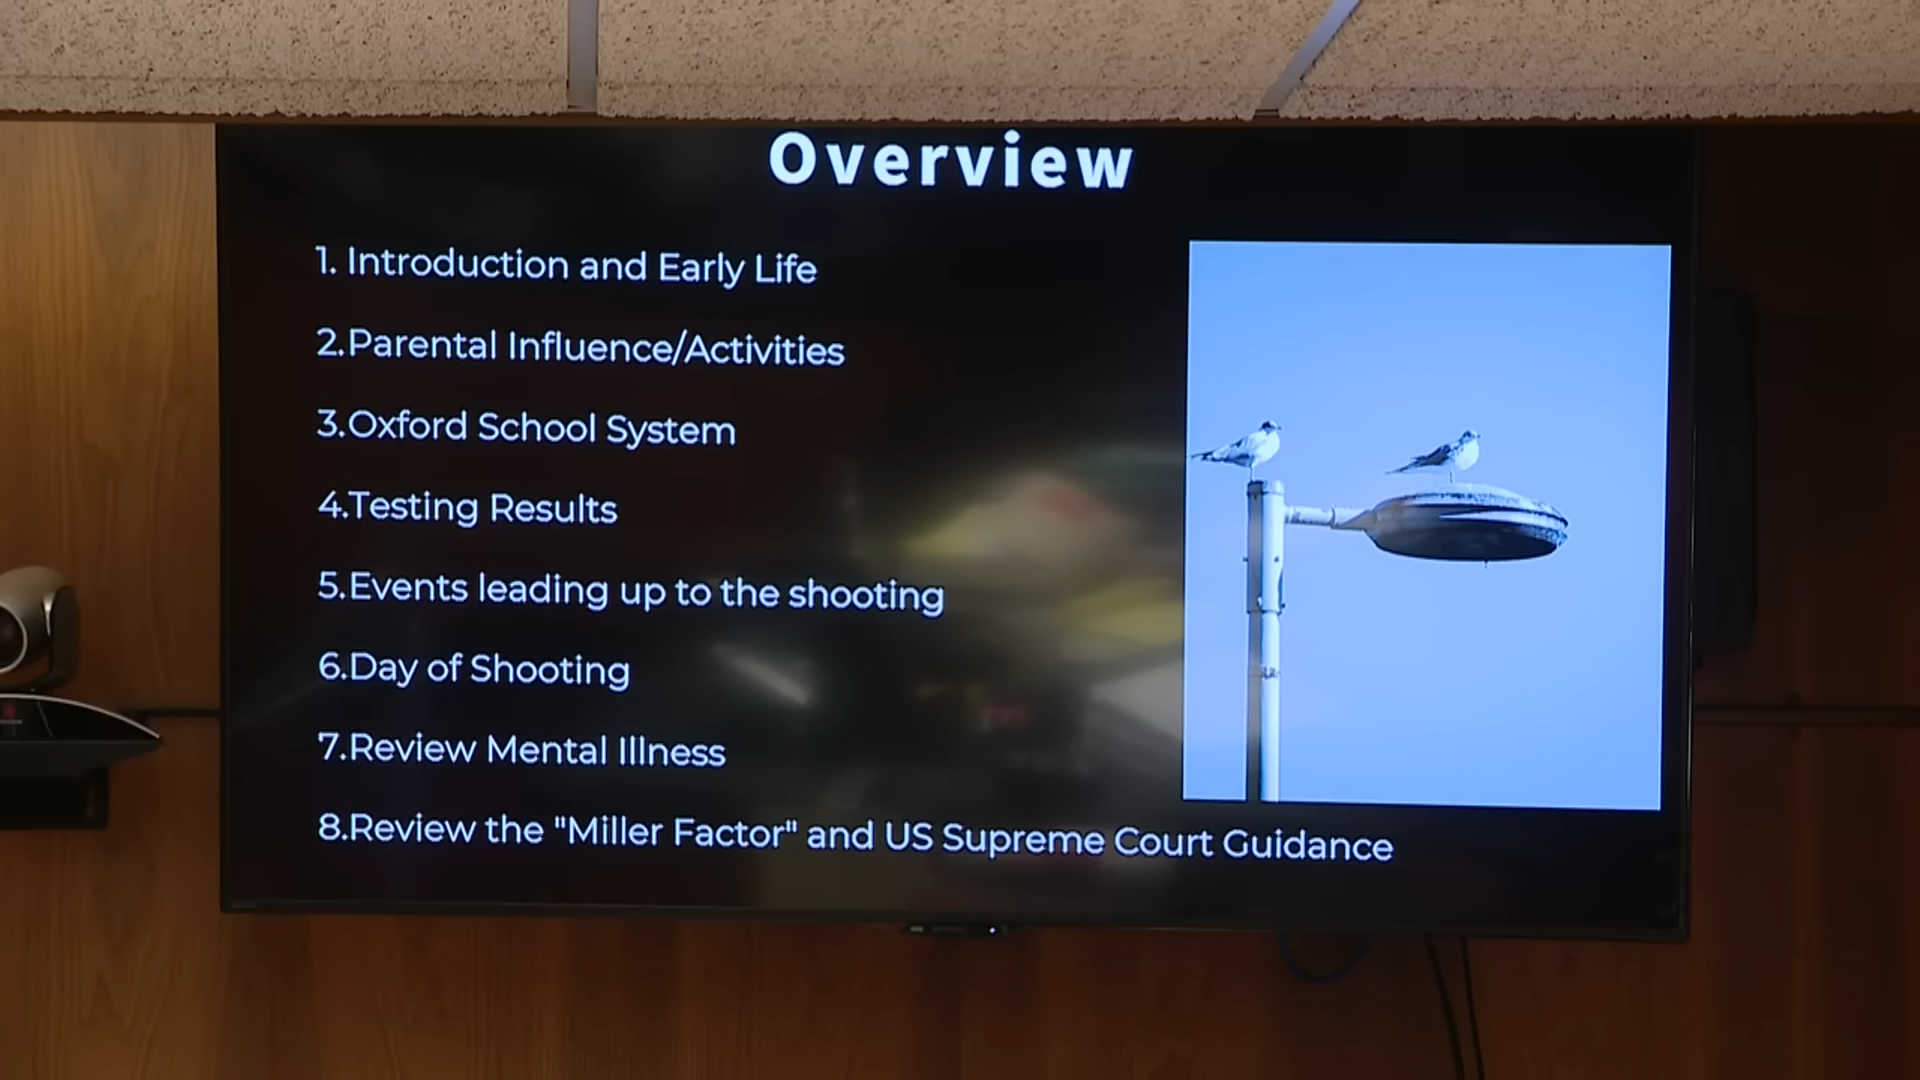 Overview
1. Introduction and Early Life
2.Parental Influence/Activities
3.Oxford School System
4.Testing Results
5.Events leading up to the shooting
6.Day of Shooting
7.Review Mental Illness
8.Review the "Miller Factor" and US Supreme Court Guidance